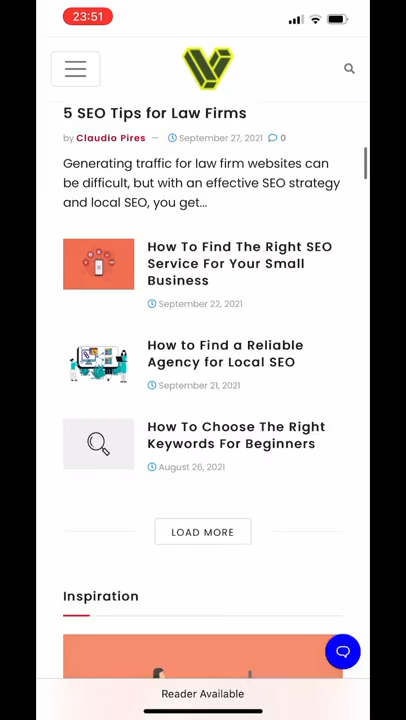 23:51
5 SEO Tips for Law Firms
by Claudio Pires — September 27, 2021 0
Generating traffic for law firm websites can
be difficult, but with an effective SEO strategy
and local SEO, you get...
How To Find The Right SEO
Service For Your Small
Business
September 22, 2021
How to Find a Reliable
Agency for Local SEO
September 21, 2021
How To Choose The Right
Keywords For Beginners
August 26, 2021
LOAD MORE
Inspiration
Reader Available